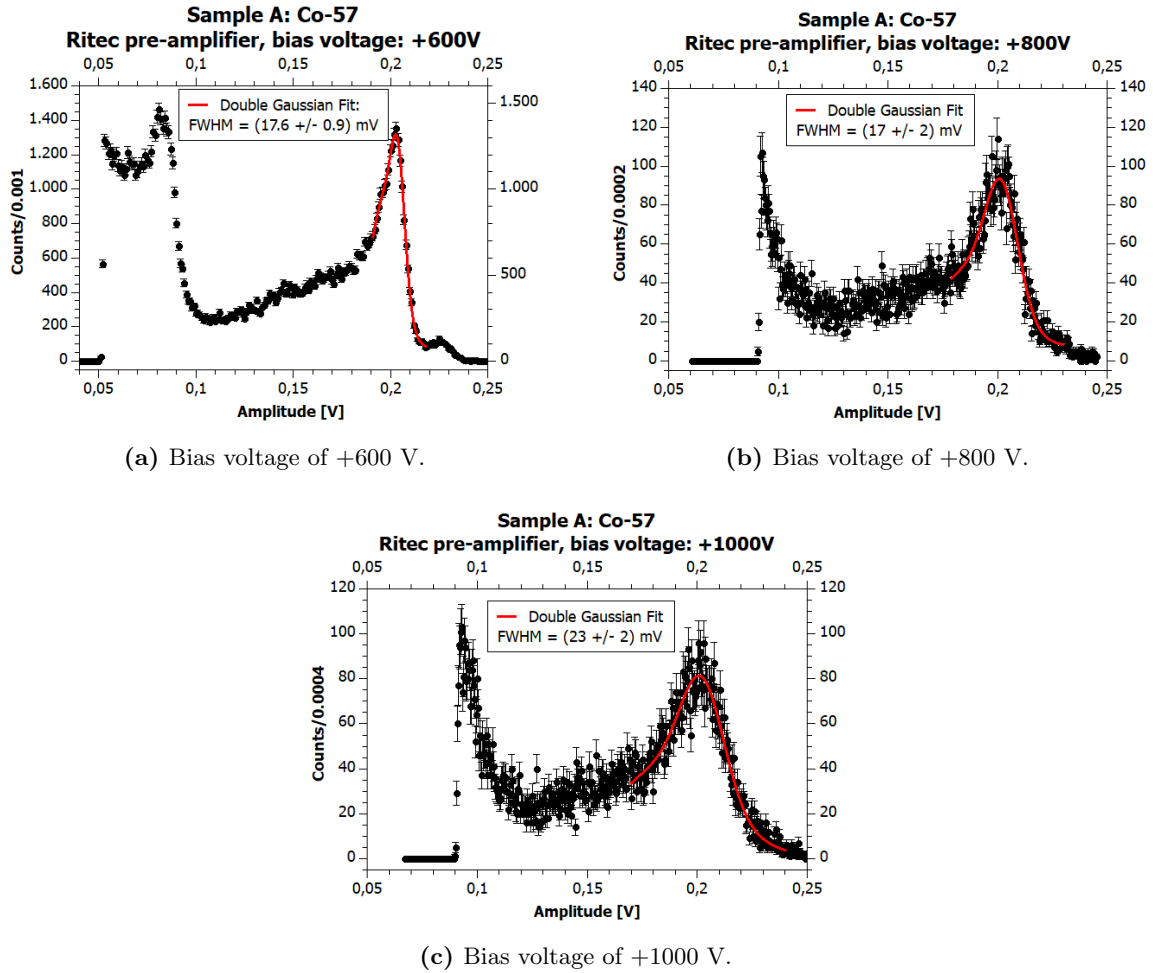 Sample A: Co-57
Ritec pre-amplifier, bias voltage: +600V
0,05 0,1 0,15 0,2 0,25
1.600
1.400
1.200
1.000
800
600
400
200
0
Counts/0.001
Double Gaussian Fit:
FWHM = (17.6 +/- 0.9) mV
1.500
1.000
500
0
0,05 0,1 0,15 0,2 0,25
Amplitude [V]
(a) Bias voltage of +600 V.
Sample A: Co-57
Ritec pre-amplifier, bias voltage: +800V
0,05 0,1 0,15 0,2 0,25
140
120
100
80
60
40
20
0
Counts/0.0002
Double Gaussian Fit
FWHM = (17 +/- 2) mV
140
120
100
80
60
40
20
0
0,05 0,1 0,15 0,2 0,25
Amplitude [V]
(b) Bias voltage of +800 V.
Sample A: Co-57
Ritec pre-amplifier, bias voltage: +1000V
0,05 0,1 0,15 0,2 0,25
120
100
80
60
40
20
0
Counts/0.0004
Double Gaussian Fit
FWHM = (23 +/- 2) mV
120
100
80
60
40
20
0
0,05 0,1 0,15 0,2 0,25
Amplitude [V]
(c) Bias voltage of +1000 V.